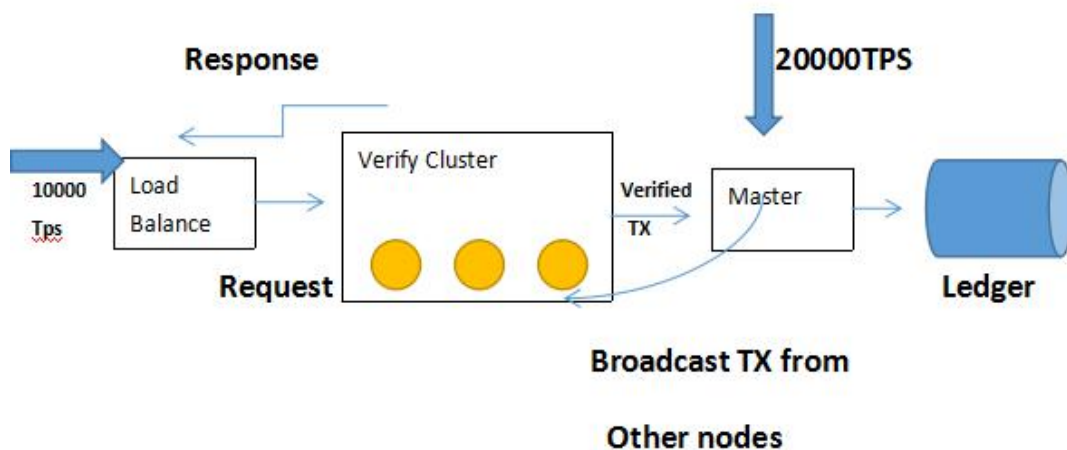 Response
20000TPS
10000
Tps
Load
Balance
Verify Cluster
Verified
TX
Master
Request
Ledger
Broadcast TX from
Other nodes